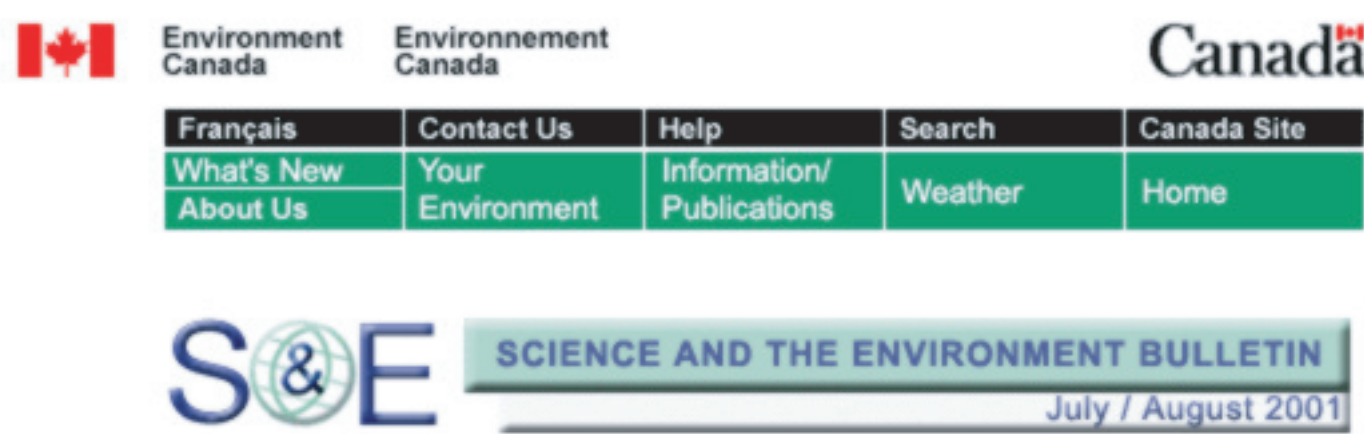 Environment Environnement
Canada Canada
Canada
Français Contact Us Help Search Canada Site
What's New Your Information/ Weather Home
About Us Environment Publications
S&E SCIENCE AND THE ENVIRONMENT BULLETIN
July / August 2001